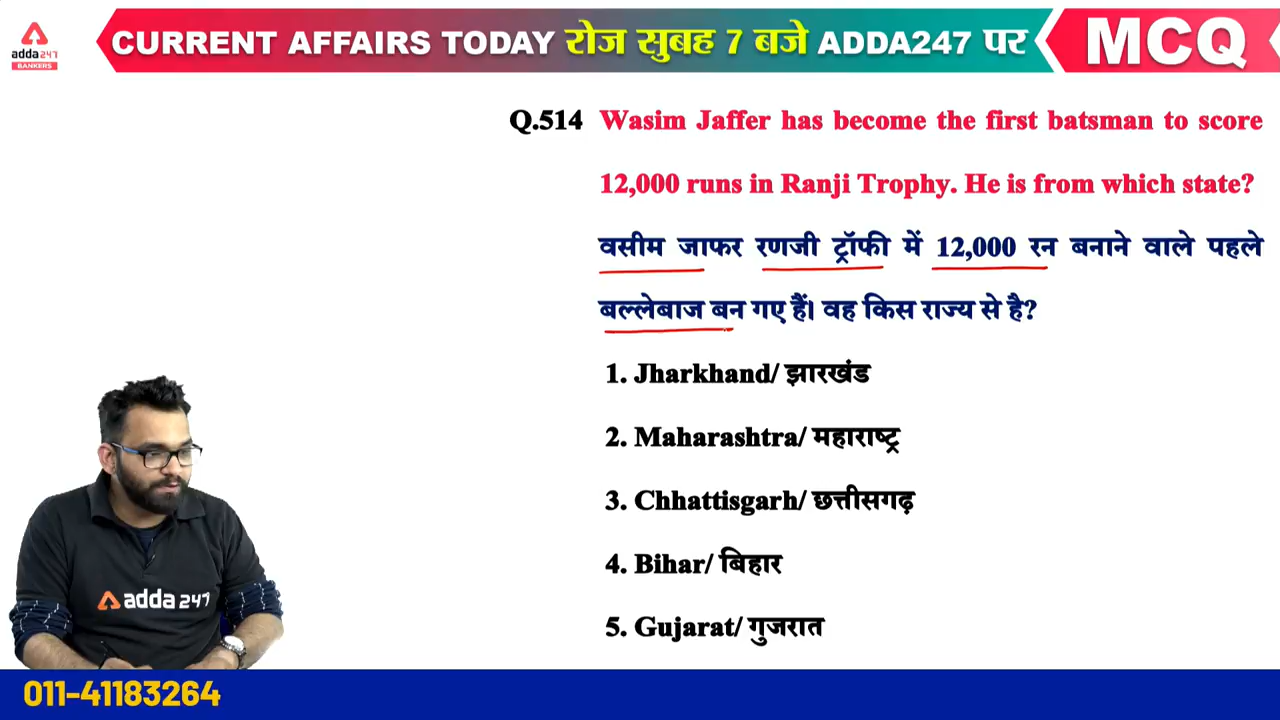 adda247
BANKERS
CURRENT AFFAIRS TODAY रोज सुबह 7 बजे ADDA247 पर
MCQ
Q.514 Wasim Jaffer has become the first batsman to score
12,000 runs in Ranji Trophy. He is from which state?
वसीम जाफर रणजी ट्रॉफी में 12,000 रन बनाने वाले पहले
बल्लेबाज बन गए हैं। वह किस राज्य से है?
1. Jharkhand/ झारखंड
2. Maharashtra/ महाराष्ट्र
3. Chhattisgarh/ छत्तीसगढ़
4. Bihar/ बिहार
5. Gujarat/ गुजरात
adda247
011-41183264